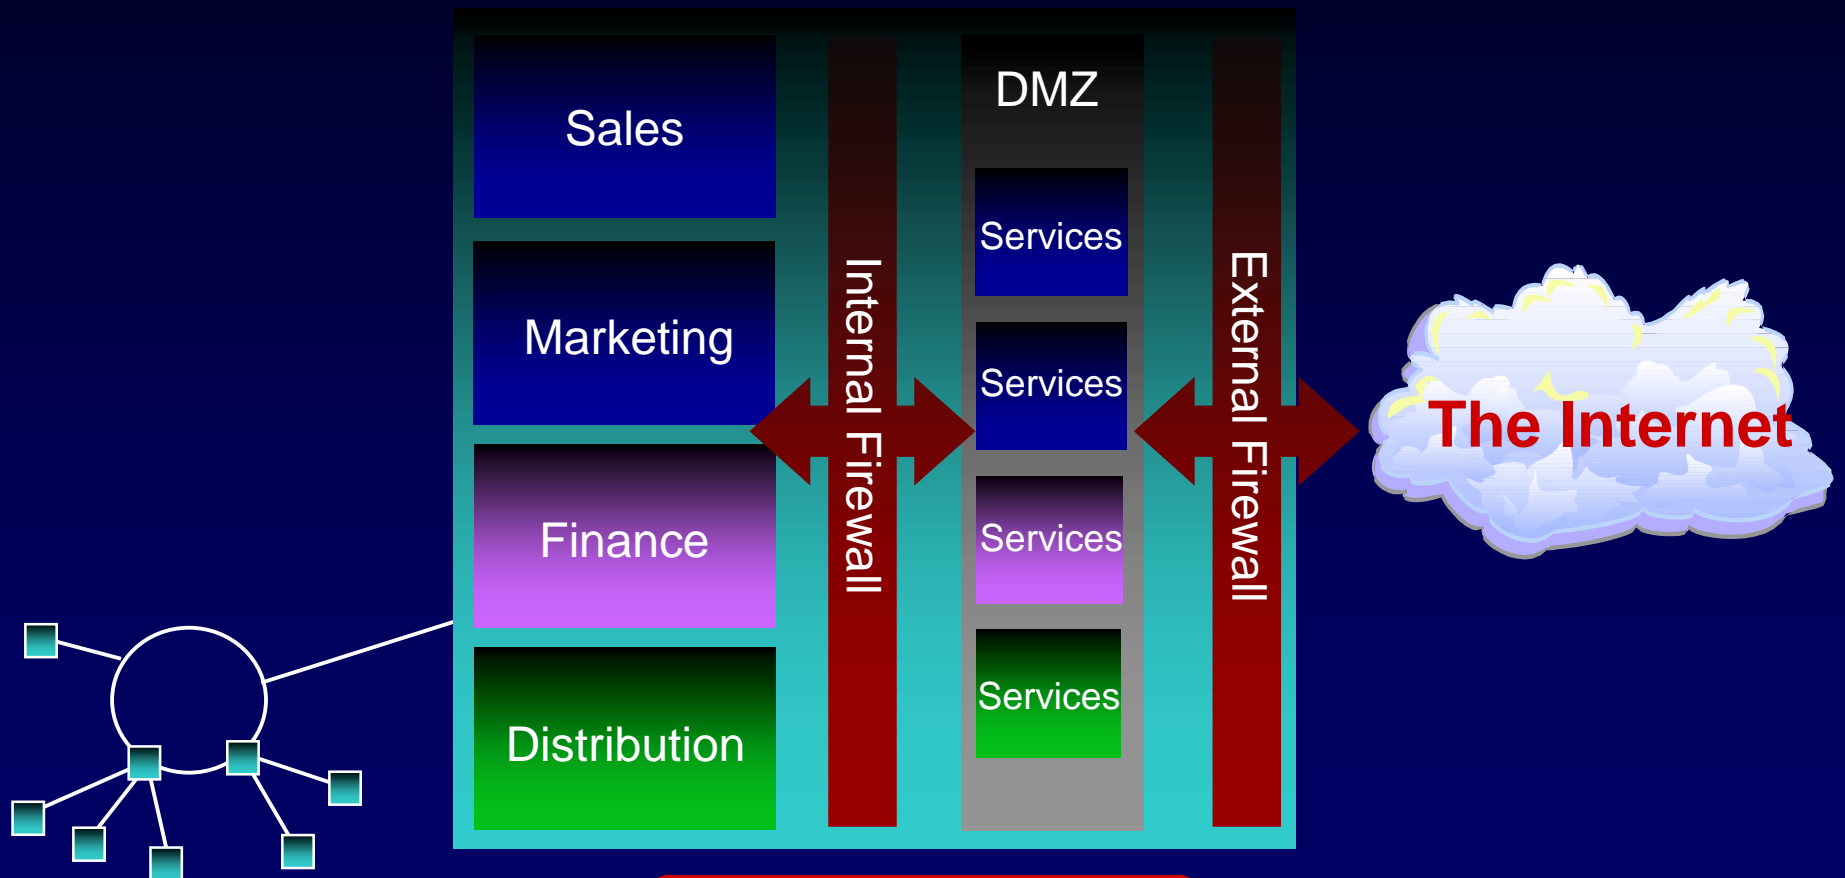 Sales
Marketing
Finance
Distribution
Internal Firewall
DMZ
Services
Services
Services
Services
External Firewall
The Internet